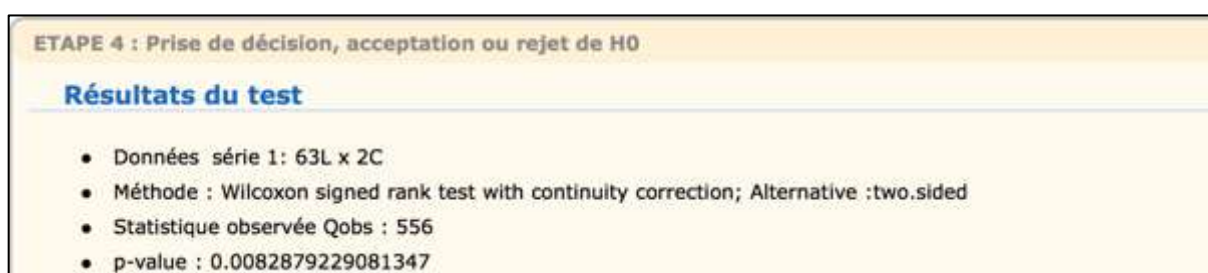 ETAPE 4 : Prise de décision, acceptation ou rejet de H0
Résultats du test
• Données série 1: 63L x 2C
• Méthode : Wilcoxon signed rank test with continuity correction; Alternative :two.sided
• Statistique observée Qobs : 556
• p-value : 0.0082879229081347